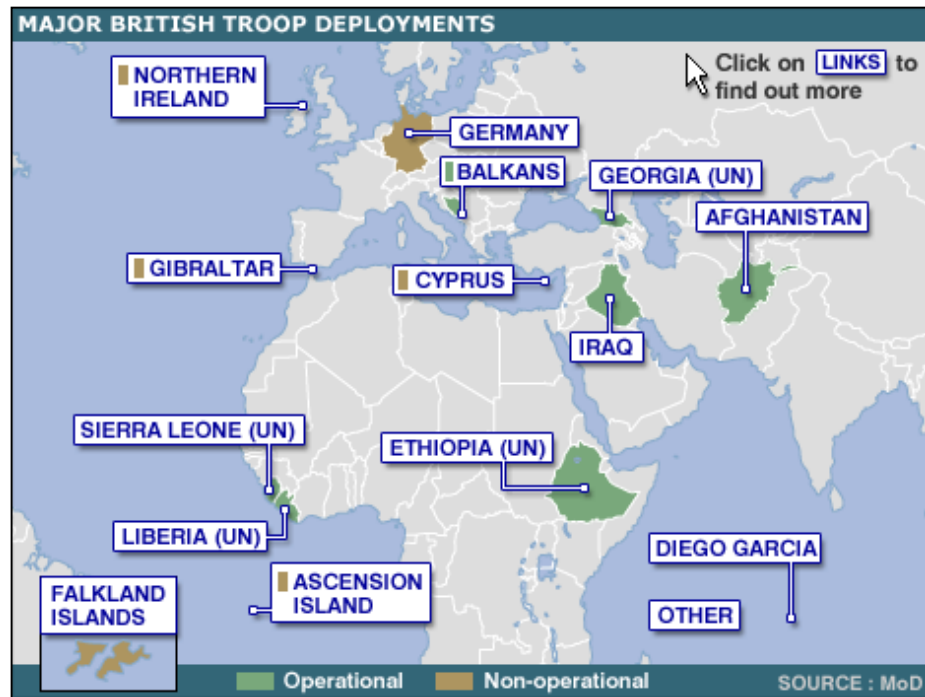 MAJOR BRITISH TROOP DEPLOYMENTS
Click on LINKS to
find out more
NORTHERN
IRELAND
GERMANY
BALKANS
GEORGIA (UN)
AFGHANISTAN
GIBRALTAR
CYPRUS
IRAQ
SIERRA LEONE (UN)
ETHIOPIA (UN)
LIBERIA (UN)
DIEGO GARCIA
ASCENSION
ISLAND
FALKLAND
ISLANDS
OTHER
Operational
Non-operational
SOURCE : MoD